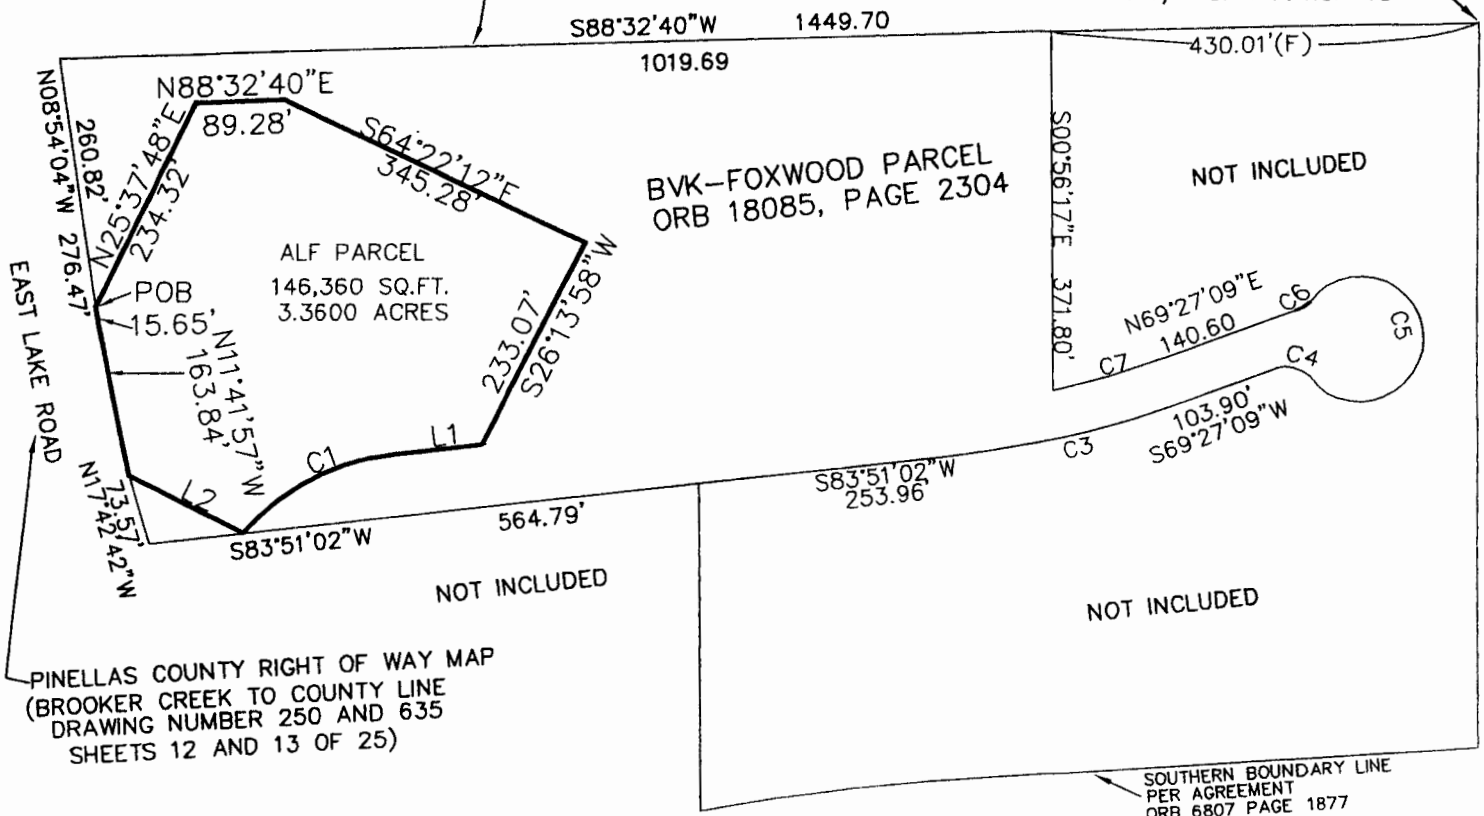 S88°32'40"W 1449.70
430.01'(F)
1019.69
N88°32'40"E
89.28'
N08°54'04"W 276.47'
260.82'
N25°37'48"E
234.32'
S64°22'12"E
345.28'
BVK-FOXWOOD PARCEL
ORB 18085, PAGE 2304
S00°56'17"E 371.80'
NOT INCLUDED
ALF PARCEL
146,360 SQ.FT.
3.3600 ACRES
POB
15.65'
EAST LAKE ROAD
N11°41'57"W
163.84'
233.07'
S26°13'58"W
N69°27'09"E
140.60
C6
C5
C7
C4
103.90'
S69°27'09"W
C3
L1
C1
L2
73.57'
N17°42'42"W
S83°51'02"W
564.79'
S83°51'02"W
253.96'
NOT INCLUDED
NOT INCLUDED
PINELLAS COUNTY RIGHT OF WAY MAP
(BROOKER CREEK TO COUNTY LINE
DRAWING NUMBER 250 AND 635
SHEETS 12 AND 13 OF 25)
SOUTHERN BOUNDARY LINE
PER AGREEMENT
ORB 6807 PAGE 1877